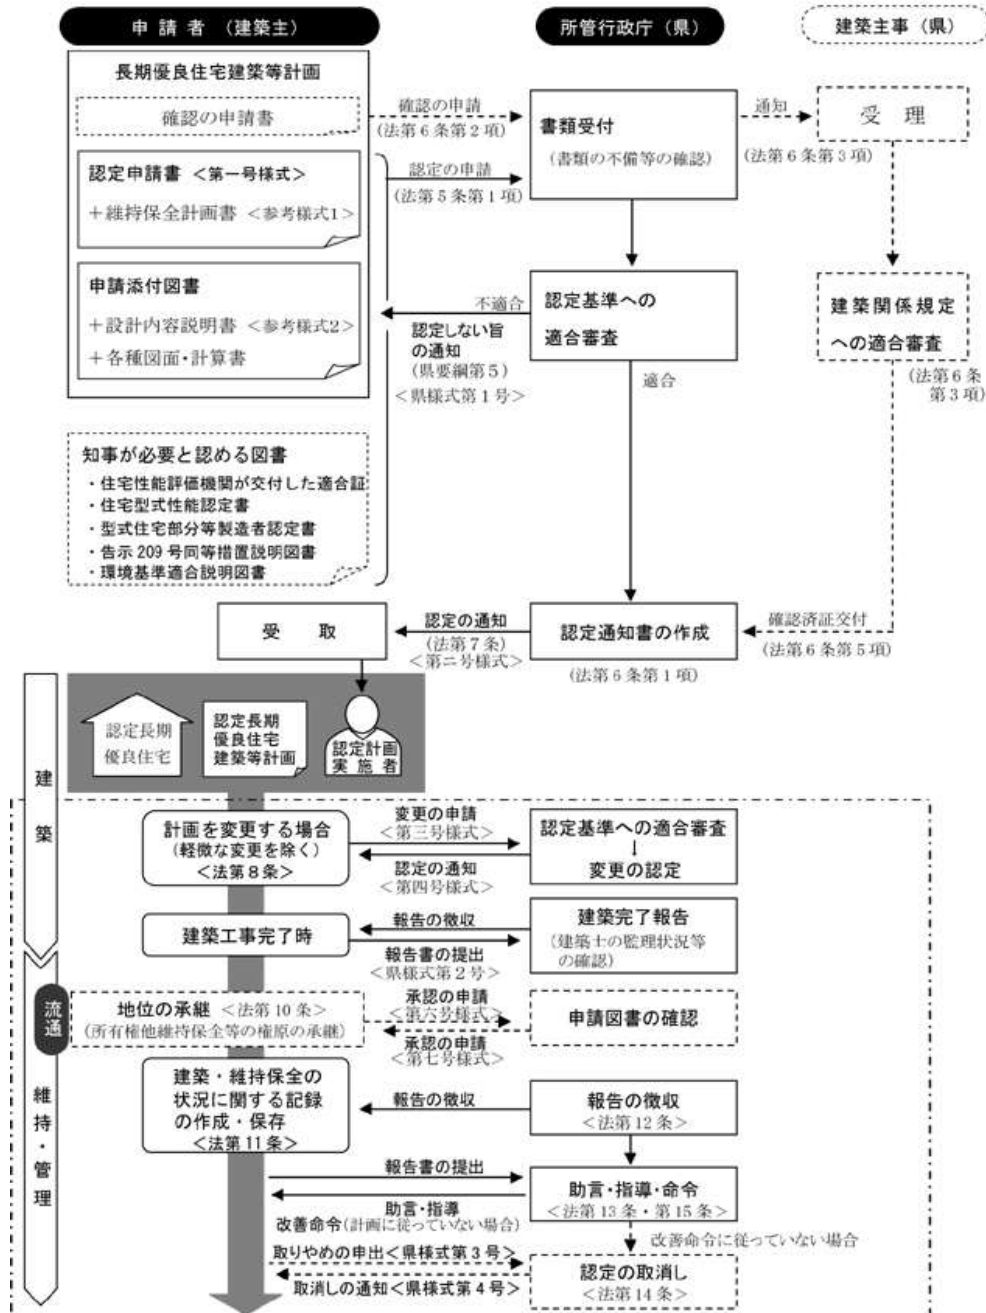 申請者（建築主）
所管行政庁（県）
建築主事（県）
長期優良住宅建築等計画
確認の申請書
確認の申請
(法第6条第2項)
書類受付
(書類の不備等の確認)
通知
(法第6条第3項)
受理
認定申請書 <第一号様式>
＋維持保全計画書 <参考様式1>
認定の申請
(法第5条第1項)
申請添付図書
＋設計内容説明書 <参考様式2>
＋各種図面・計算書
不適合
認定しない旨
の通知
(県要綱第5)
<県様式第1号>
認定基準への
適合審査
適合
建築関係規定
への適合審査
(法第6条
第3項)
知事が必要と認める図書
・住宅性能評価機関が交付した適合証
・住宅型式性能認定書
・型式住宅部分等製造者認定書
・告示209号同等措置説明図書
・環境基準適合説明図書
受取
認定の通知
(法第7条)
<第二号様式>
認定通知書の作成
(法第6条第1項)
確認済証交付
(法第6条第5項)
建築
認定長期
優良住宅
認定長期
優良住宅
建築等計画
認定計画
実施者
計画を変更する場合
(軽微な変更を除く)
<法第8条>
変更の申請
<第三号様式>
認定の通知
<第四号様式>
認定基準への適合審査
↓
変更の認定
建築工事完了時
報告の徴収
報告書の提出
<県様式第2号>
建築完了報告
(建築士の監理状況等
の確認)
流通
地位の承継 <法第10条>
(所有権他維持保全等の権原の承継)
承認の申請
<第六号様式>
承認の申請
<第七号様式>
申請図書の確認
維持・管理
建築・維持保全の
状況に関する記録
の作成・保存
<法第11条>
報告の徴収
報告の徴収
<法第12条>
報告書の提出
助言・指導
改善命令(計画に従っていない場合)
助言・指導・命令
<法第13条・第15条>
改善命令に従っていない場合
取りやめの申出<県様式第3号>
取消しの通知<県様式第4号>
認定の取消し
<法第14条>